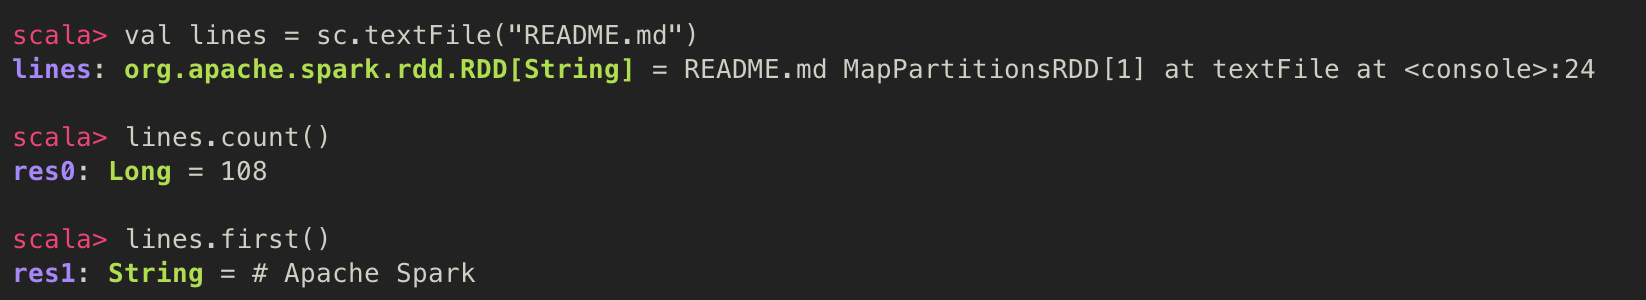 scala> val lines = sc.textFile("README.md")
lines: org.apache.spark.rdd.RDD[String] = README.md MapPartitionsRDD[1] at textFile at <console>:24
scala> lines.count()
res0: Long = 108
scala> lines.first()
res1: String = # Apache Spark